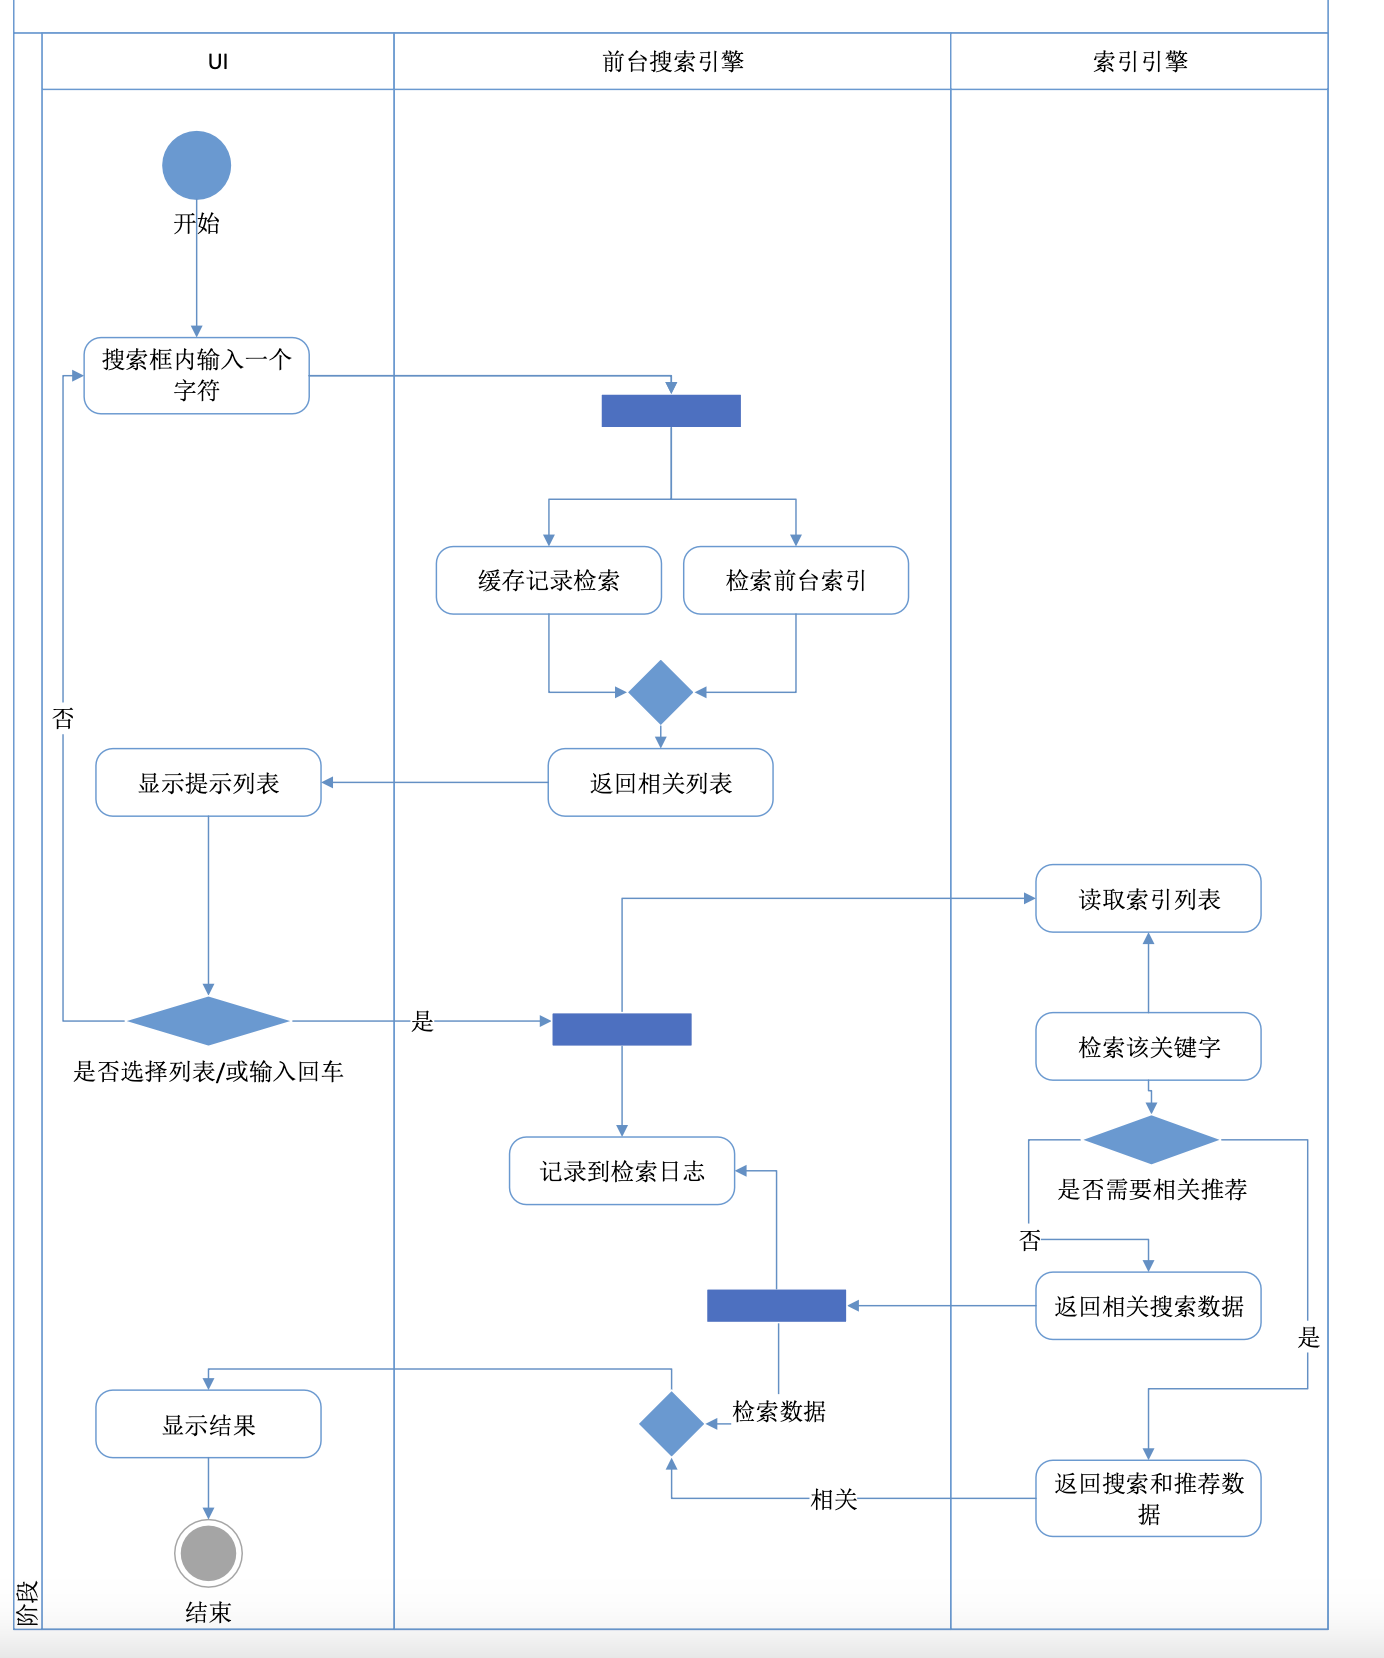 UI
前台搜索引擎
索引引擎
开始
搜索框内输入一个
字符
缓存记录检索
检索前台索引
否
显示提示列表
返回相关列表
读取索引列表
是
检索该关键字
是否选择列表/或输入回车
记录到检索日志
是否需要相关推荐
否
返回相关搜索数据
是
检索数据
显示结果
返回搜索和推荐数
据
相关
结束
阶段